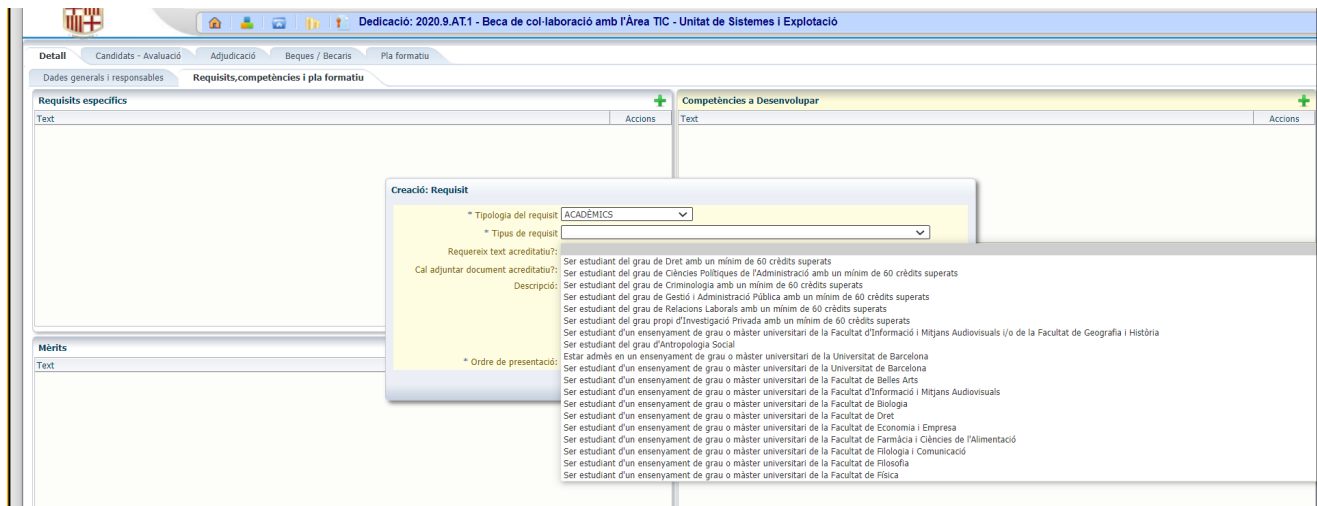 Dedicació: 2020.9.AT.1 - Beca de col·laboració amb l'Àrea TIC - Unitat de Sistemes i Explotació
Detall Candidats - Avaluació Adjudicació Beques / Becaris Pla formatiu
Dades generals i responsables Requisits,competències i pla formatiu
Requisits específics Competències a Desenvolupar
Text Accions Text Accions
Creació: Requisit
* Tipologia del requisit ACADÈMICS
* Tipus de requisit
Requereix text acreditatiu?:
Ser estudiant del grau de Dret amb un mínim de 60 crèdits superats
Cal adjuntar document acreditatiu?: Ser estudiant del grau de Ciències Polítiques de l'Administració amb un mínim de 60 crèdits superats
Descripció: Ser estudiant del grau de Criminologia amb un mínim de 60 crèdits superats
Ser estudiant del grau de Gestió i Administració Pública amb un mínim de 60 crèdits superats
Ser estudiant del grau de Relacions Laborals amb un mínim de 60 crèdits superats
Ser estudiant del grau propi d'Investigació Privada amb un mínim de 60 crèdits superats
Ser estudiant d'un ensenyament de grau o màster universitari de la Facultat d'Informació i Mitjans Audiovisuals i/o de la Facultat de Geografia i Història
Mèrits Ser estudiant del grau d'Antropologia Social
Text * Ordre de presentació: Estar admès en un ensenyament de grau o màster universitari de la Universitat de Barcelona
Ser estudiant d'un ensenyament de grau o màster universitari de la Universitat de Barcelona
Ser estudiant d'un ensenyament de grau o màster universitari de la Facultat de Belles Arts
Ser estudiant d'un ensenyament de grau o màster universitari de la Facultat d'Informació i Mitjans Audiovisuals
Ser estudiant d'un ensenyament de grau o màster universitari de la Facultat de Biologia
Ser estudiant d'un ensenyament de grau o màster universitari de la Facultat de Dret
Ser estudiant d'un ensenyament de grau o màster universitari de la Facultat de Economia i Empresa
Ser estudiant d'un ensenyament de grau o màster universitari de la Facultat de Farmàcia i Ciències de l'Alimentació
Ser estudiant d'un ensenyament de grau o màster universitari de la Facultat de Filologia i Comunicació
Ser estudiant d'un ensenyament de grau o màster universitari de la Facultat de Filosofia
Ser estudiant d'un ensenyament de grau o màster universitari de la Facultat de Física